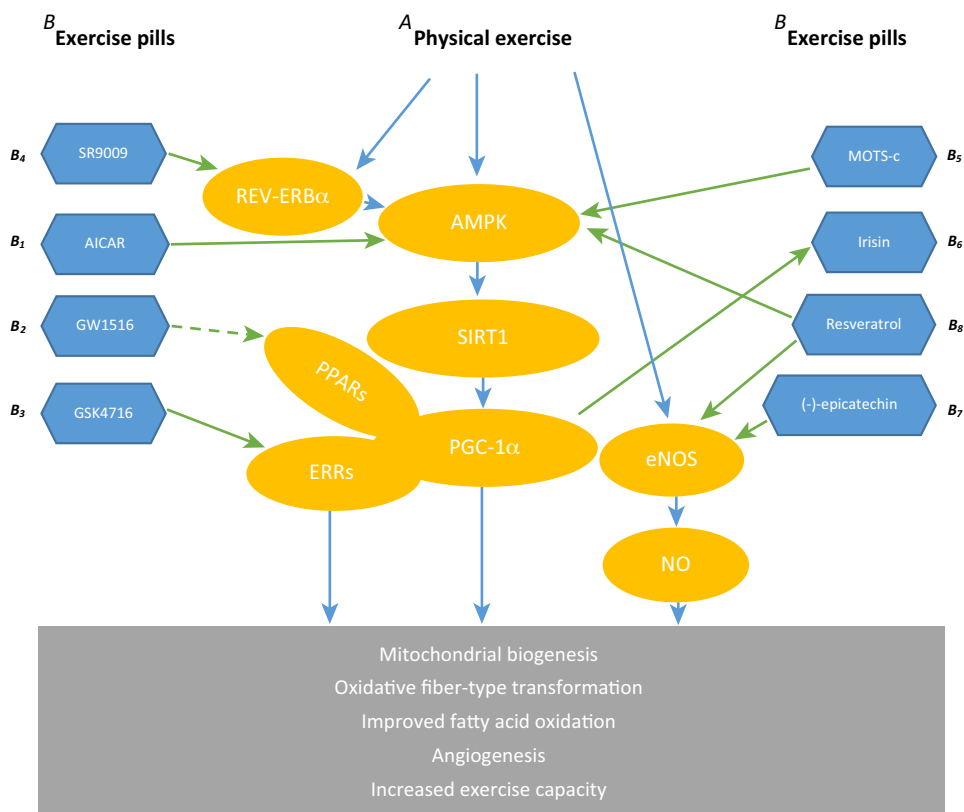 B Exercise pills
A Physical exercise
B Exercise pills
B4 SR9009
REV-ERBα
MOTS-c B5
B1 AICAR
AMPK
Irisin B6
B2 GW1516
PPARs
SIRT1
Resveratrol B8
B3 GSK4716
(-)-epicatechin B7
ERRs
PGC-1α
eNOS
NO
Mitochondrial biogenesis
Oxidative fiber-type transformation
Improved fatty acid oxidation
Angiogenesis
Increased exercise capacity